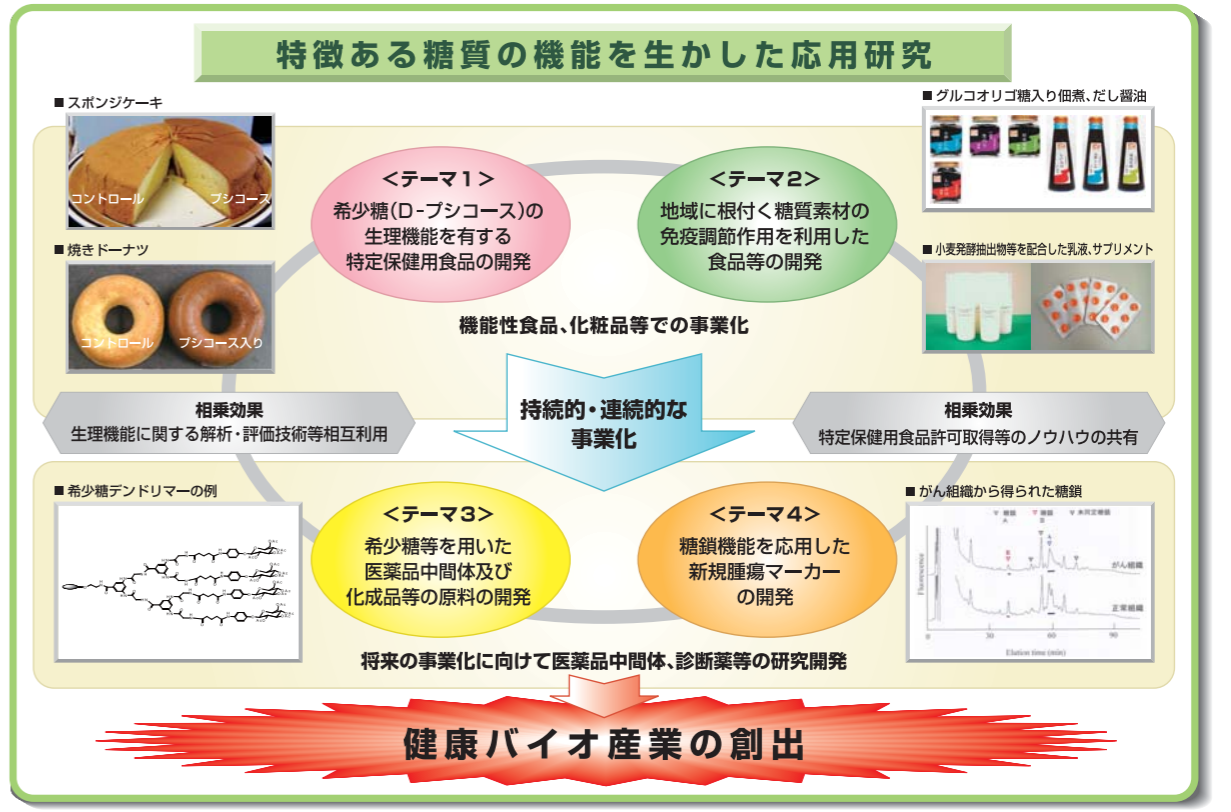 特徴ある糖質の機能を生かした応用研究
■ スポンジケーキ
コントロール
プシコース
■ 焼きドーナツ
コントロール
プシコース入り
<テーマ1>
希少糖(D-プシコース)の
生理機能を有する
特定保健用食品の開発
<テーマ2>
地域に根付く糖質素材の
免疫調節作用を利用した
食品等の開発
■ グルコオリゴ糖入り佃煮、だし醤油
■ 小麦発酵抽出物等を配合した乳液、サプリメント
機能性食品、化粧品等での事業化
相乗効果
生理機能に関する解析・評価技術等相互利用
持続的・連続的な
事業化
相乗効果
特定保健用食品許可取得等のノウハウの共有
■ 希少糖デンドリマーの例
<テーマ3>
希少糖等を用いた
医薬品中間体及び
化成品等の原料の開発
<テーマ4>
糖鎖機能を応用した
新規腫瘍マーカー
の開発
■ がん組織から得られた糖鎖
糖鎖
A
糖鎖
B
未同定糖鎖
Fluorescence
がん組織
正常組織
0
30
60
90
Elution time (min)
将来の事業化に向けて医薬品中間体、診断薬等の研究開発
健康バイオ産業の創出